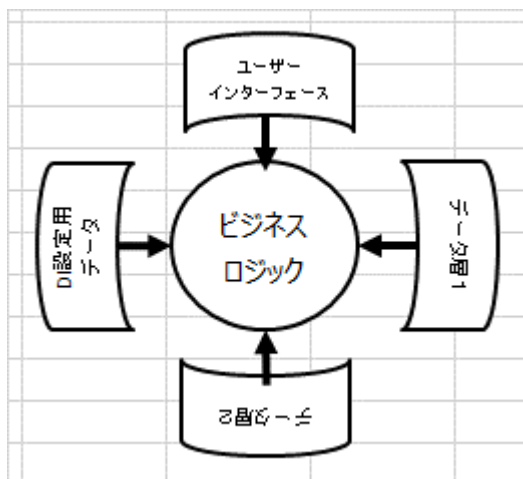 ユーザー
インターフェース
DI設定用
データ
ビジネス
ロジック
データ層1
データ層2